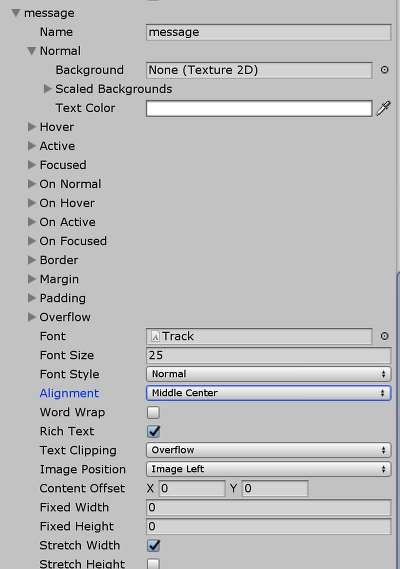 message
Name message
Normal
Background None (Texture 2D)
Scaled Backgrounds
Text Color
Hover
Active
Focused
On Normal
On Hover
On Active
On Focused
Border
Margin
Padding
Overflow
Font Track
Font Size 25
Font Style Normal
Alignment Middle Center
Word Wrap
Rich Text
Text Clipping Overflow
Image Position Image Left
Content Offset X 0 Y 0
Fixed Width 0
Fixed Height 0
Stretch Width
Stretch Height